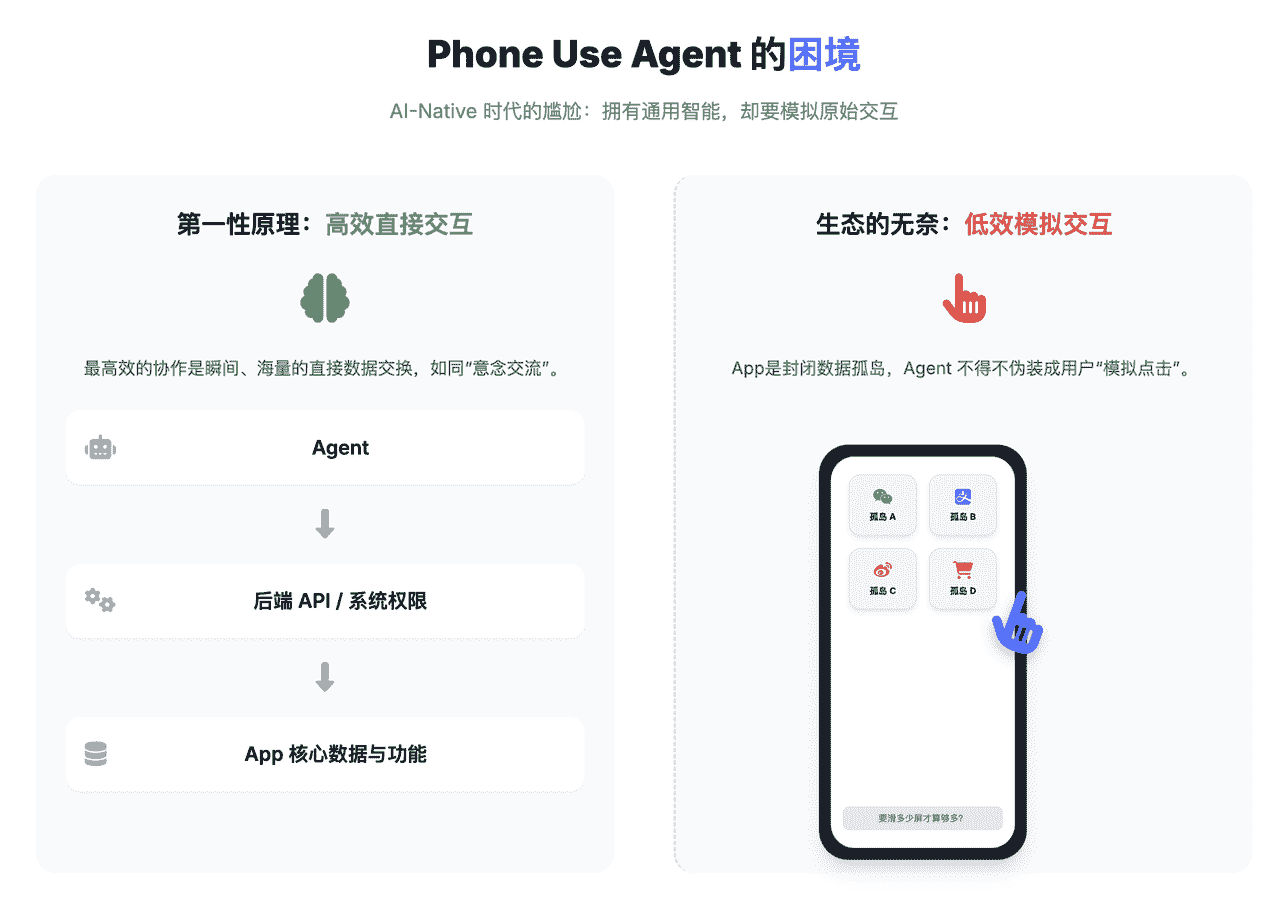 Phone Use Agent 的困境
AI-Native 时代的尴尬：拥有通用智能，却要模拟原始交互
第一性原理：高效直接交互
最高效的协作是瞬间、海量的直接数据交换，如同“意念交流”。
Agent
后端 API / 系统权限
App 核心数据与功能
生态的无奈：低效模拟交互
App是封闭数据孤岛，Agent 不得不伪装成用户“模拟点击”。
孤岛 A
孤岛 B
孤岛 C
孤岛 D
要滑多少屏才算够多？